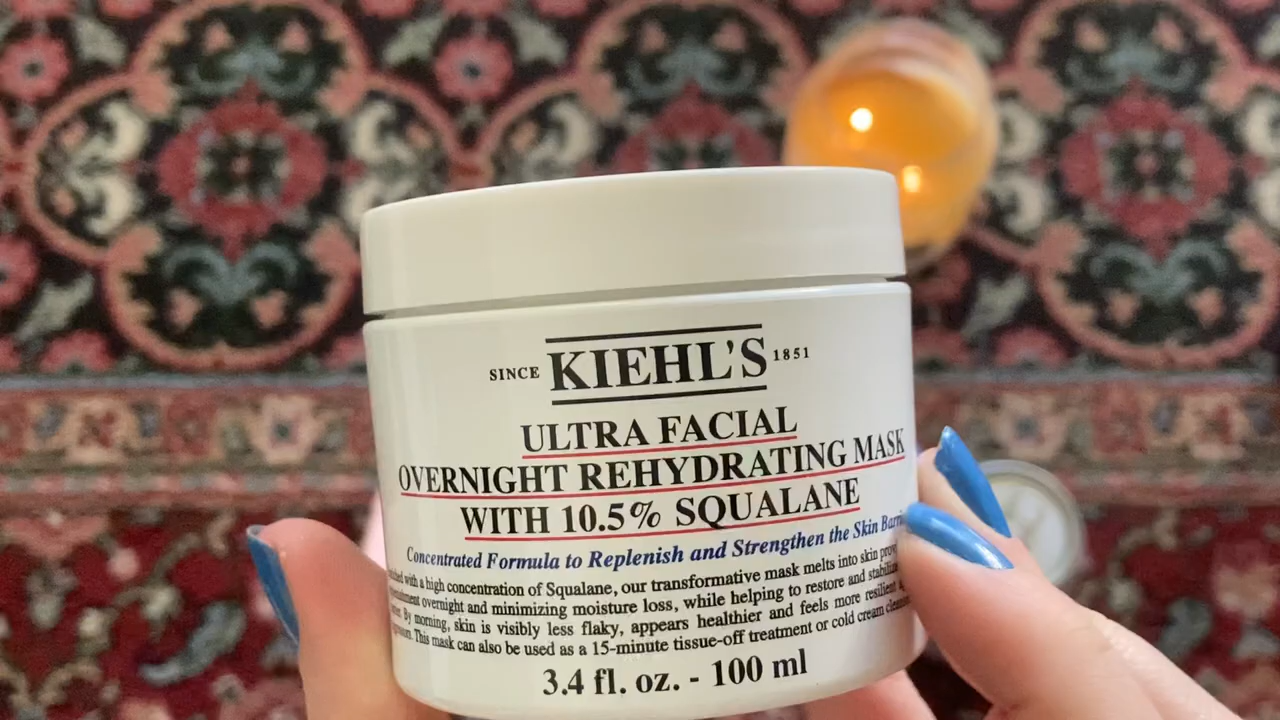 SINCE KIEHL'S 1851
ULTRA FACIAL
OVERNIGHT REHYDRATING MASK
WITH 10.5% SQUALANE
Concentrated Formula to Replenish and Strengthen the Skin
with a high concentration of Squalane, our transformative mask melts into skin
overnight and minimizing moisture loss, while helping to restore and
By morning, skin is visibly less flaky, appears healthier and feels more resilient
This mask can also be used as a 15-minute tissue-off treatment or cold cream
3.4 fl. oz. - 100 ml